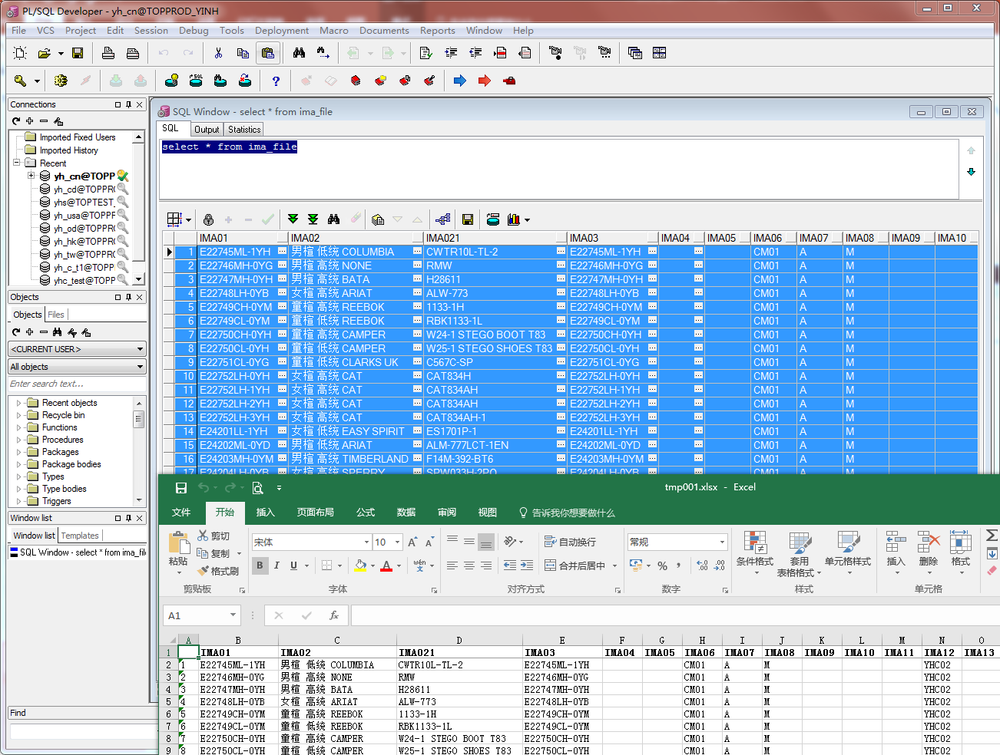 PL/SQL Developer - yh_cn@TOPPROD_YINH
File VCS Project Edit Session Debug Tools Deployment Macro Documents Reports Window Help
Connections
Imported Fixed Users
Imported History
Recent
yh_cn@TOPP
yh_cd@TOPPR
yhs@TOPTEST_
yh_usa@TOPPF
yh_od@TOPPR
yh_hk@TOPPR
yh_tw@TOPPR
yh_c_t1@TOPP
yhc_test@TOPP
Objects
Objects Files
<CURRENT USER>
All objects
Enter search text...
Recent objects
Recycle bin
Functions
Procedures
Packages
Package bodies
Types
Type bodies
Triggers
Window list
Window list Templates
SQL Window - select * from ima_fil
Find
SQL Window - select * from ima_file
SQL Output Statistics
select * from ima_file
IMA01 IMA02 IMA021 IMA03 IMA04 IMA05 IMA06 IMA07 IMA08 IMA09 IMA10
1 E22745ML-1YH 男楦 低统 COLUMBIA CWTR10L-TL-2 E22745ML-1YH CM01 A M
2 E22746MH-0YG 男楦 高统 NONE RMW E22746MH-0YG CM01 A M
3 E22747MH-0YH 男楦 高统 BATA H28611 E22747MH-0YH CM01 A M
4 E22748LH-0YB 女楦 高统 ARIAT ALW-773 E22748LH-0YB CM01 A M
5 E22749CH-0YM 童楦 高统 REEBOK 1133-1H E22749CH-0YM CM01 A M
6 E22749CL-0YM 童楦 低统 REEBOK RBK1133-1L E22749CL-0YM CM01 A M
7 E22750CH-0YH 童楦 高统 CAMPER W24-1 STEGO BOOT T83 E22750CH-0YH CM01 A M
8 E22750CL-0YH 童楦 低统 CAMPER W25-1 STEGO SHOES T83 E22750CL-0YH CM01 A M
9 E22751CL-0YG 童楦 低统 CLARKS UK C567C-SP E22751CL-0YG CM01 A M
10 E22752LH-0YH 女楦 高统 CAT CAT834H E22752LH-0YH CM01 A M
11 E22752LH-1YH 女楦 高统 CAT CAT834AH E22752LH-1YH CM01 A M
12 E22752LH-2YH 女楦 高统 CAT CAT834AH E22752LH-2YH CM01 A M
13 E22752LH-3YH 女楦 高统 CAT CAT834AH-1 E22752LH-3YH CM01 A M
14 E24201LL-1YH 女楦 低统 EASY SPIRIT ES1701P-1 E24201LL-1YH CM01 A M
15 E24202ML-0YD 男楦 低统 ARIAT ALM-777LCT-1EN E24202ML-0YD CM01 A M
16 E24203MH-0YM 男楦 高统 TIMBERLAND F14M-392-BT6 E24203MH-0YM CM01 A M
17 E24204LH-0YB 女楦 高统 SPERRY SPW033H-2PO E24204LH-0YB CM01 A M
tmp001.xlsx - Excel
文件 开始 插入 页面布局 公式 数据 审阅 视图 告诉我你想要做什么
粘贴 剪切 复制 格式刷 剪贴板
宋体 10 B I U A wén 文 字体
自动换行 合并后居中 对齐方式
常规 % , 数字
条件格式 套用 表格格式 单元格样式 样式
插入 删除 格式 单元格
A1 fx
A B C D E F G H I J K L M N O
1 IMA01 IMA02 IMA021 IMA03 IMA04 IMA05 IMA06 IMA07 IMA08 IMA09 IMA10 IMA11 IMA12 IMA13
2 1 E22745ML-1YH 男楦 低统 COLUMBIA CWTR10L-TL-2 E22745ML-1YH CM01 A M YHC02
3 2 E22746MH-0YG 男楦 高统 NONE RMW E22746MH-0YG CM01 A M YHC02
4 3 E22747MH-0YH 男楦 高统 BATA H28611 E22747MH-0YH CM01 A M YHC02
5 4 E22748LH-0YB 女楦 高统 ARIAT ALW-773 E22748LH-0YB CM01 A M YHC02
6 5 E22749CH-0YM 童楦 高统 REEBOK 1133-1H E22749CH-0YM CM01 A M YHC02
7 6 E22749CL-0YM 童楦 低统 REEBOK RBK1133-1L E22749CL-0YM CM01 A M YHC02
8 7 E22750CH-0YH 童楦 高统 CAMPER W24-1 STEGO BOOT T83 E22750CH-0YH CM01 A M YHC02
9 8 E22750CL-0YH 童楦 低统 CAMPER W25-1 STEGO SHOES T83 E22750CL-0YH CM01 A M YHC02